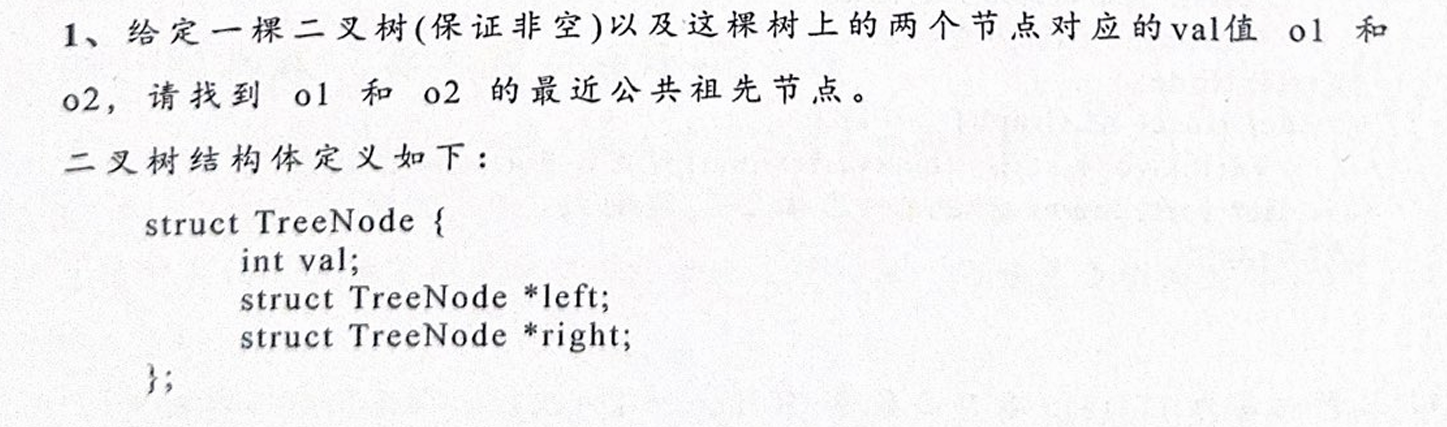 1、给定一棵二叉树(保证非空)以及这棵树上的两个节点对应的val值 o1 和
o2, 请找到 o1 和 o2 的最近公共祖先节点。
二叉树结构体定义如下:
struct TreeNode {
int val;
struct TreeNode *left;
struct TreeNode *right;
};